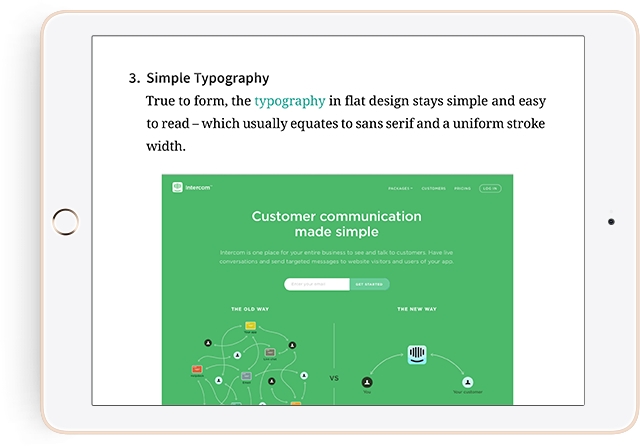 3. Simple Typography
True to form, the typography in flat design stays simple and easy
to read – which usually equates to sans serif and a uniform stroke
width.
INTERCOM™
PACKAGES CUSTOMERS PRICING LOG IN
Customer communication
made simple
Intercom is one place for your entire business to see and talk to customers. Have live
conversations and send targeted messages to website visitors and users of your app.
Enter your email GET STARTED
THE OLD WAY THE NEW WAY
VS
You Your customer